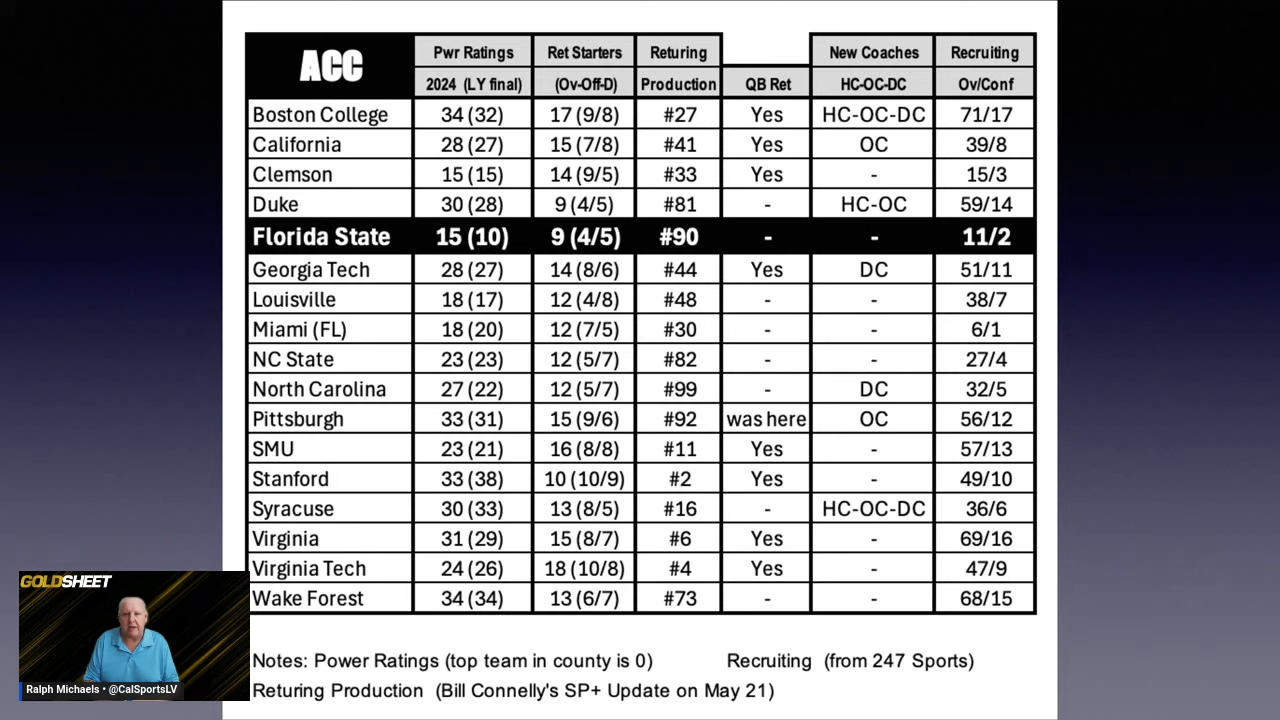 ACC Pwr Ratings Ret Starters Returing New Coaches Recruiting
2024 (LY final) (Ov-Off-D) Production QB Ret HC-OC-DC Ov/Conf
Boston College 34 (32) 17 (9/8) #27 Yes HC-OC-DC 71/17
California 28 (27) 15 (7/8) #41 Yes OC 39/8
Clemson 15 (15) 14 (9/5) #33 Yes - 15/3
Duke 30 (28) 9 (4/5) #81 - HC-OC 59/14
Florida State 15 (10) 9 (4/5) #90 - - 11/2
Georgia Tech 28 (27) 14 (8/6) #44 Yes DC 51/11
Louisville 18 (17) 12 (4/8) #48 - - 38/7
Miami (FL) 18 (20) 12 (7/5) #30 - - 6/1
NC State 23 (23) 12 (5/7) #82 - - 27/4
North Carolina 27 (22) 12 (5/7) #99 - DC 32/5
Pittsburgh 33 (31) 15 (9/6) #92 was here OC 56/12
SMU 23 (21) 16 (8/8) #11 Yes - 57/13
Stanford 33 (38) 10 (10/9) #2 Yes - 49/10
Syracuse 30 (33) 13 (8/5) #16 - HC-OC-DC 36/6
Virginia 31 (29) 15 (8/7) #6 Yes - 69/16
Virginia Tech 24 (26) 18 (10/8) #4 Yes - 47/9
Wake Forest 34 (34) 13 (6/7) #73 - - 68/15
Notes: Power Ratings (top team in county is 0) Recruiting (from 247 Sports)
Returing Production (Bill Connelly's SP+ Update on May 21)
GOLDSHEET
Ralph Michaels • @CalSportsLV